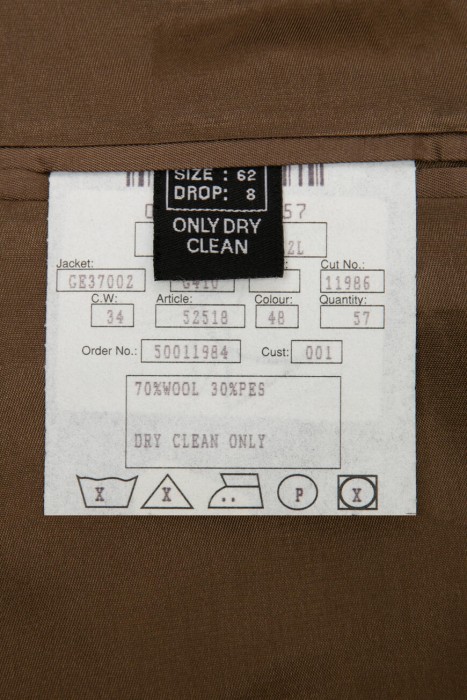 SIZE : 62
DROP: 8
ONLY DRY
CLEAN
57
2L
Jacket: Cut No.:
GE37002 G410 11986
C.W: Article: Colour: Quantity:
34 52518 48 57
Order No.: 50011984 Cust: 001
70%WOOL 30%PES
DRY CLEAN ONLY
X X P X